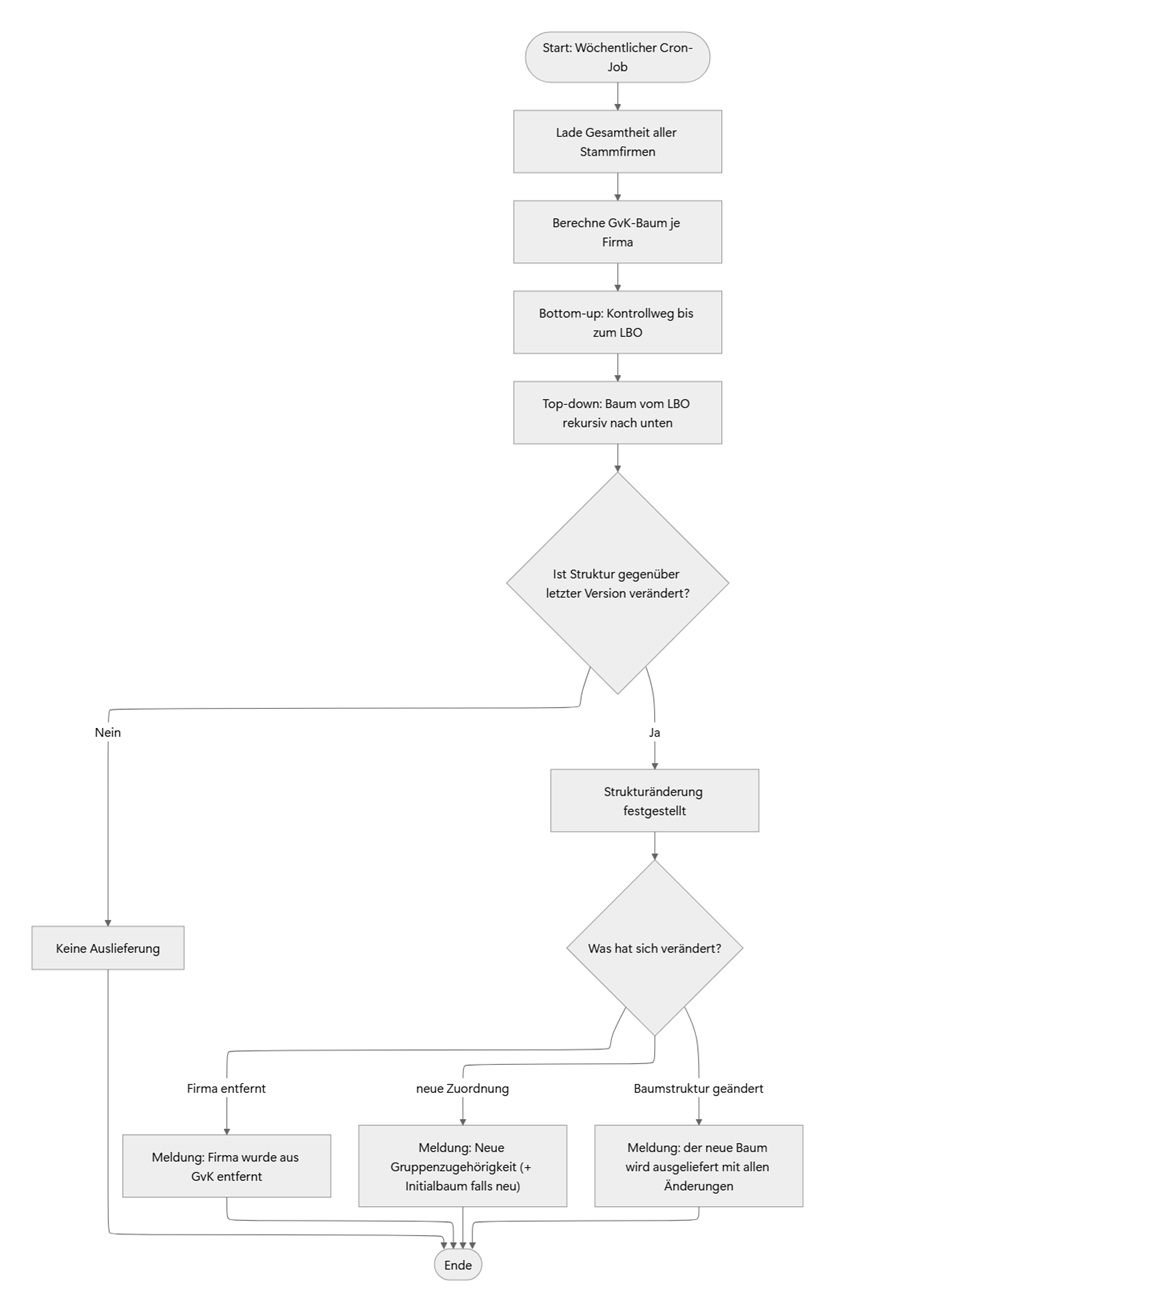 Start: Wöchentlicher Cron-
Job
Lade Gesamtheit aller
Stammfirmen
Berechne GvK-Baum je
Firma
Bottom-up: Kontrollweg bis
zum LBO
Top-down: Baum vom LBO
rekursiv nach unten
Ist Struktur gegenüber
letzter Version verändert?
Nein
Ja
Strukturänderung
festgestellt
Keine Auslieferung
Was hat sich verändert?
Firma entfernt
neue Zuordnung
Baumstruktur geändert
Meldung: Firma wurde aus
GvK entfernt
Meldung: Neue
Gruppenzugehörigkeit (+
Initialbaum falls neu)
Meldung: der neue Baum
wird ausgeliefert mit allen
Änderungen
Ende